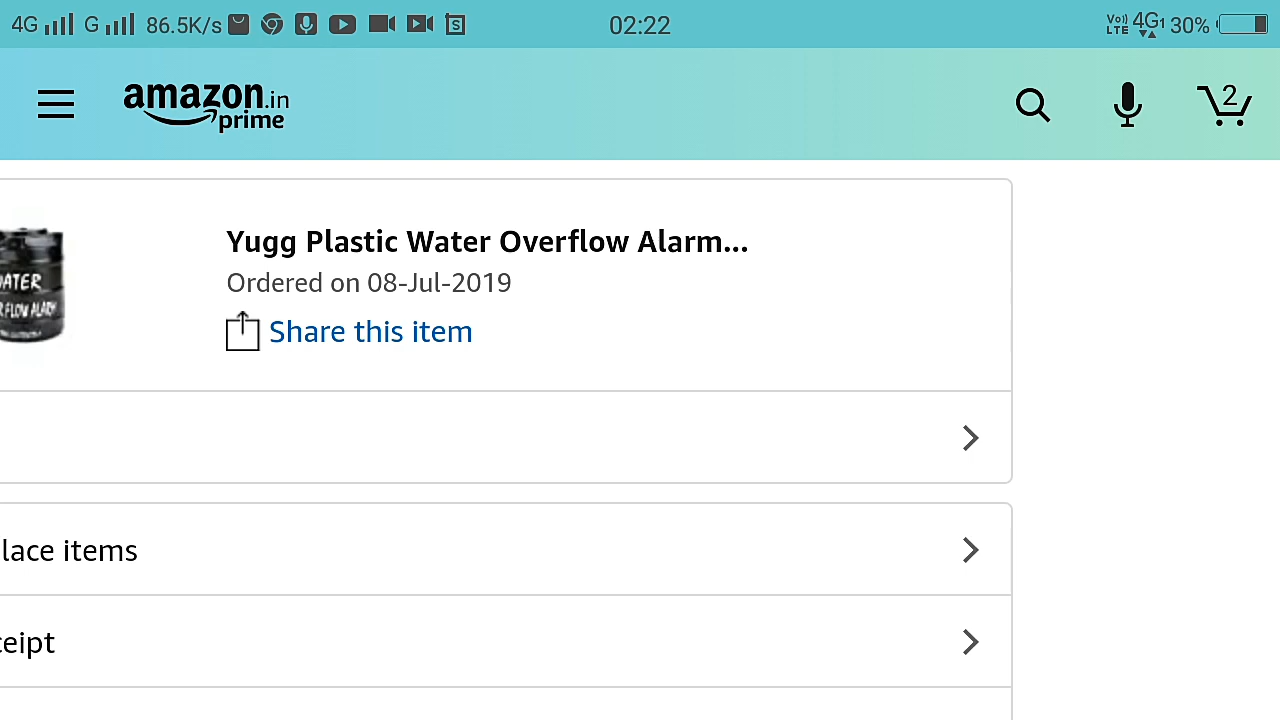 4G G 86.5K/s 02:22 Vo)) LTE 4G1 30%
amazon.in
prime
2
Yugg Plastic Water Overflow Alarm...
Ordered on 08-Jul-2019
Share this item
lace items
eipt